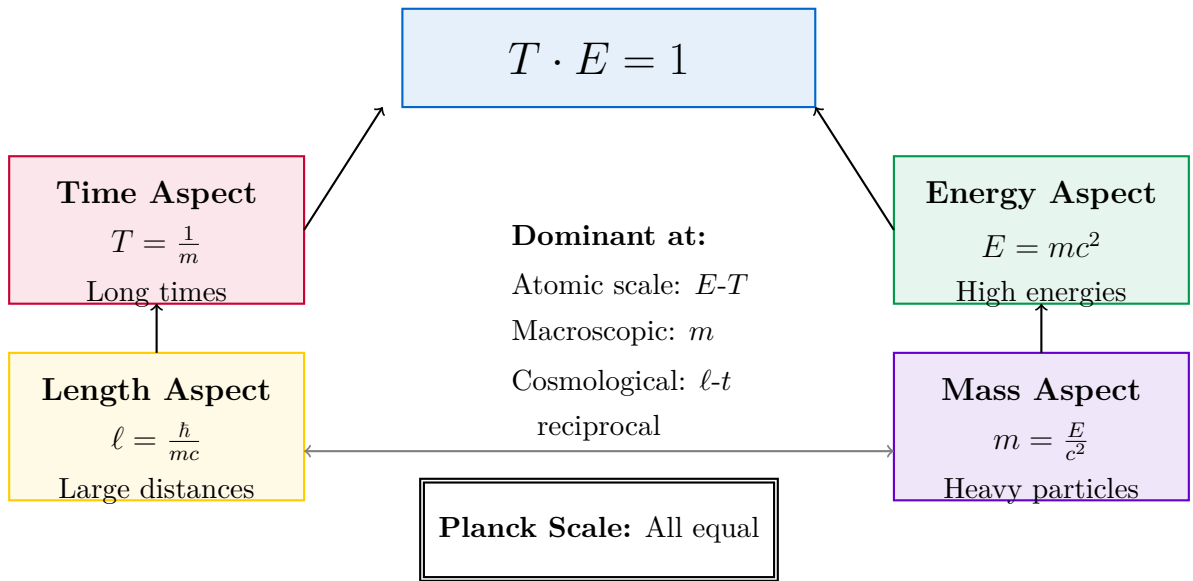 T · E = 1
Time Aspect
T = 1/m
Long times
Energy Aspect
E = mc²
High energies
Dominant at:
Atomic scale: E-T
Macroscopic: m
Cosmological: ℓ-t
reciprocal
Length Aspect
ℓ = ħ/mc
Large distances
Mass Aspect
m = E/c²
Heavy particles
Planck Scale: All equal